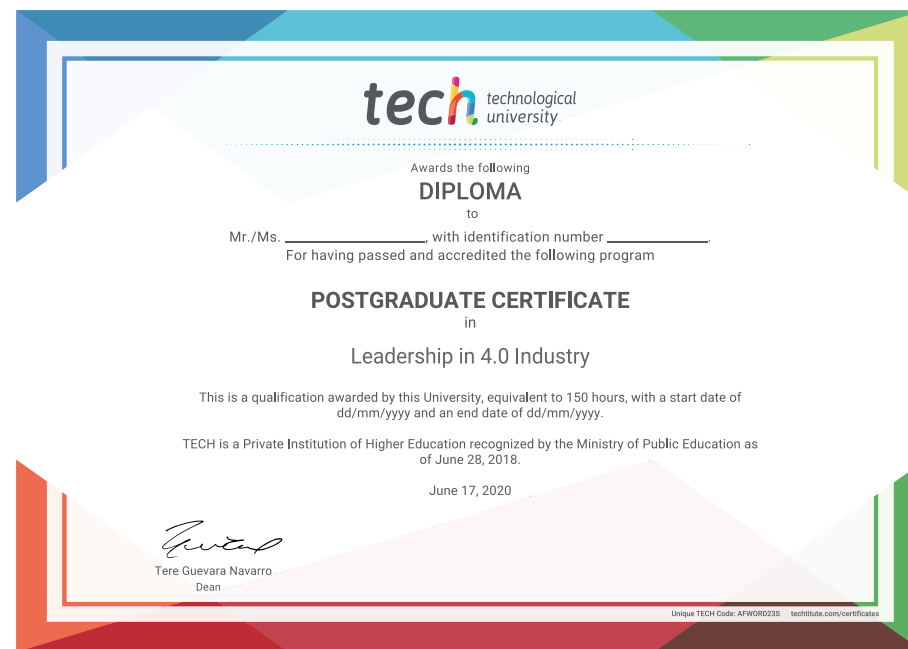 tech technological
university
Awards the following
DIPLOMA
to
Mr./Ms. ____________________, with identification number ______________.
For having passed and accredited the following program
POSTGRADUATE CERTIFICATE
in
Leadership in 4.0 Industry
This is a qualification awarded by this University, equivalent to 150 hours, with a start date of
dd/mm/yyyy and an end date of dd/mm/yyyy.
TECH is a Private Institution of Higher Education recognized by the Ministry of Public Education as
of June 28, 2018.
June 17, 2020
Tere Guevara Navarro
Dean
Unique TECH Code: AFWORD23S techtitute.com/certificates